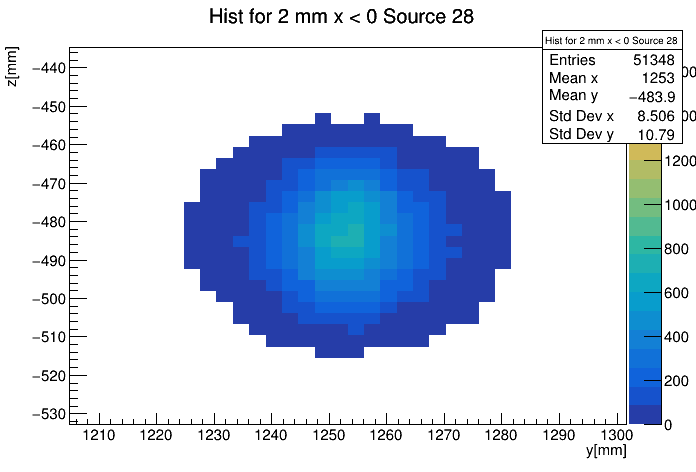 Hist for 2 mm x < 0 Source 28
z[mm]
Hist for 2 mm x < 0 Source 28
Entries 51348
Mean x 1253
Mean y −483.9
Std Dev x 8.506
Std Dev y 10.79
−440
−450
−460
−470
−480
−490
−500
−510
−520
−530
1210 1220 1230 1240 1250 1260 1270 1280 1290 1300
y[mm]
1200
1000
800
600
400
200
0